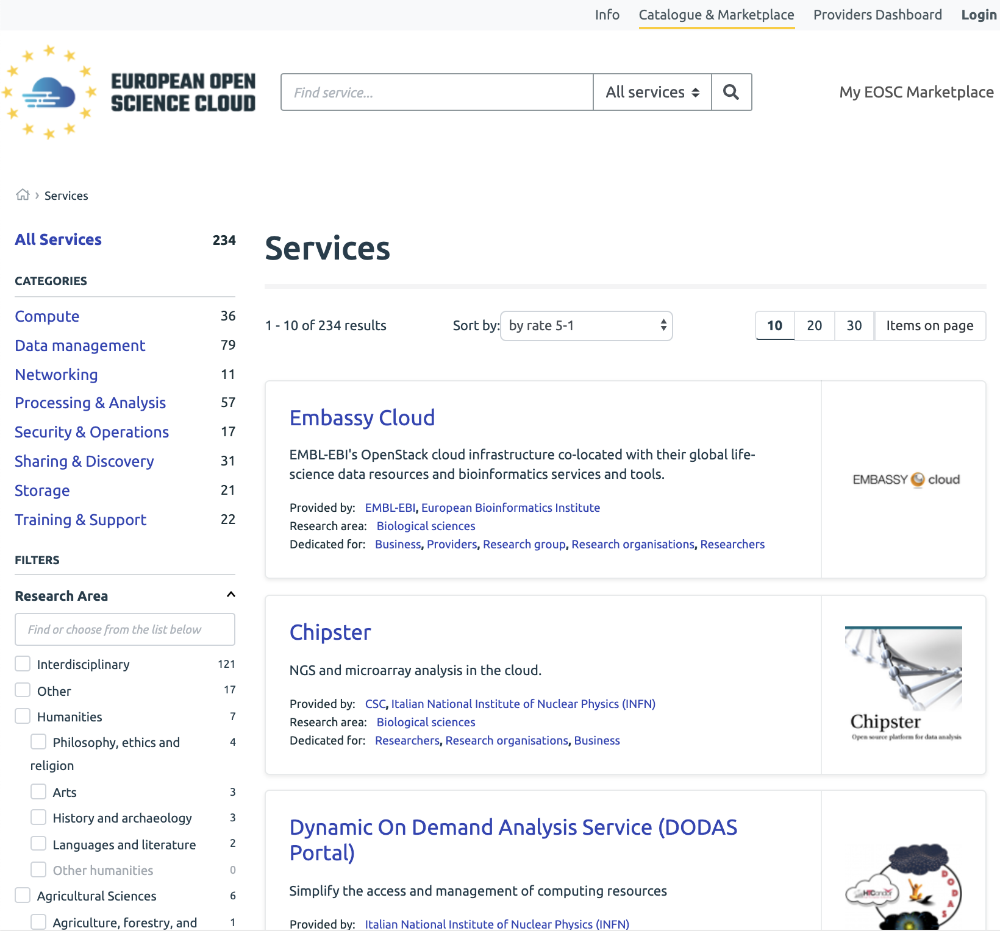 Info Catalogue & Marketplace Providers Dashboard Login
EUROPEAN OPEN
SCIENCE CLOUD
Find service...
All services
My EOSC Marketplace
› Services
All Services 234
CATEGORIES
Compute 36
Data management 79
Networking 11
Processing & Analysis 57
Security & Operations 17
Sharing & Discovery 31
Storage 21
Training & Support 22
FILTERS
Research Area
Find or choose from the list below
Interdisciplinary 121
Other 17
Humanities 7
Philosophy, ethics and 4
religion
Arts 3
History and archaeology 3
Languages and literature 2
Other humanities 0
Agricultural Sciences 6
Agriculture, forestry, and 1
Services
1 - 10 of 234 results
Sort by: by rate 5-1
10 20 30 Items on page
Embassy Cloud
EMBL-EBI's OpenStack cloud infrastructure co-located with their global life-
science data resources and bioinformatics services and tools.
Provided by: EMBL-EBI, European Bioinformatics Institute
Research area: Biological sciences
Dedicated for: Business, Providers, Research group, Research organisations, Researchers
EMBASSY cloud
Chipster
NGS and microarray analysis in the cloud.
Provided by: CSC, Italian National Institute of Nuclear Physics (INFN)
Research area: Biological sciences
Dedicated for: Researchers, Research organisations, Business
Chipster
Open source platform for data analysis
Dynamic On Demand Analysis Service (DODAS
Portal)
Simplify the access and management of computing resources
Provided by: Italian National Institute of Nuclear Physics (INFN)
HTCondor
DODAS